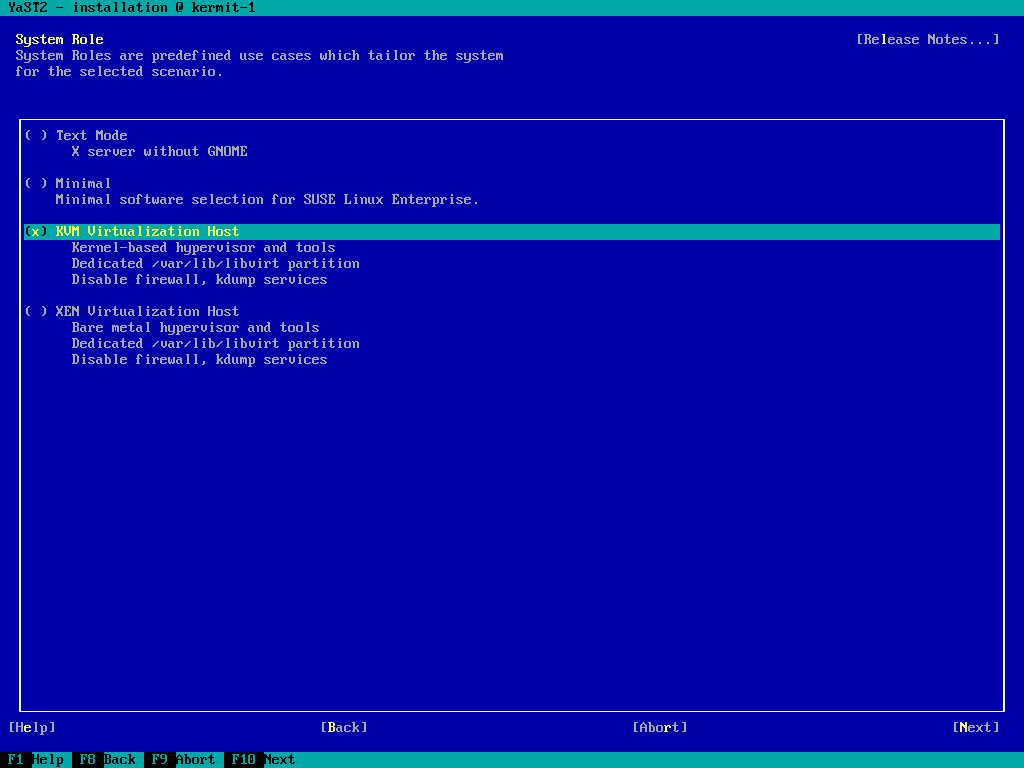 YaST2 - installation @ kermit-1
System Role [Release Notes...]
System Roles are predefined use cases which tailor the system
for the selected scenario.
( ) Text Mode
X server without GNOME
( ) Minimal
Minimal software selection for SUSE Linux Enterprise.
(x) KVM Virtualization Host
Kernel-based hypervisor and tools
Dedicated /var/lib/libvirt partition
Disable firewall, kdump services
( ) XEN Virtualization Host
Bare metal hypervisor and tools
Dedicated /var/lib/libvirt partition
Disable firewall, kdump services
[Help] [Back] [Abort] [Next]
F1 Help F8 Back F9 Abort F10 Next